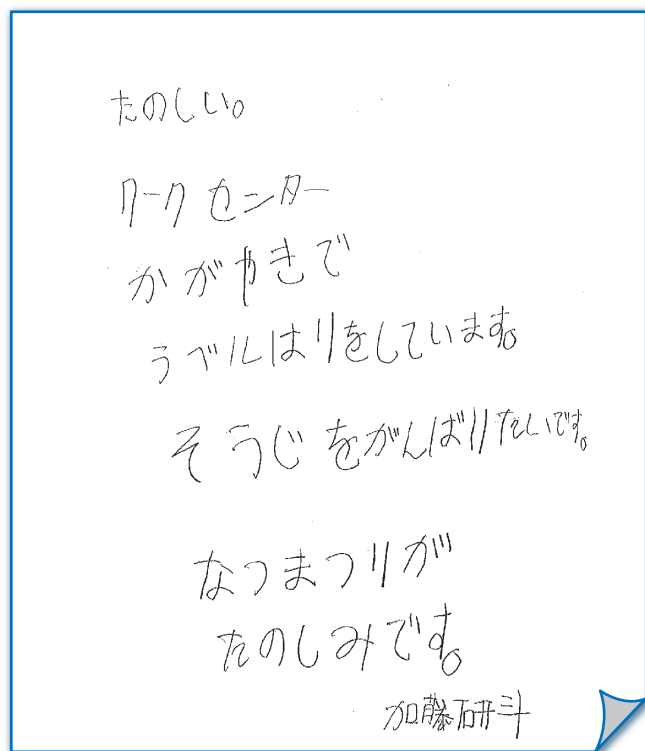 たのしい。
ワークセンター
かがやきで
ラベルはりをしています。
そうじをがんばりたいです。
なつまつりが
たのしみです。
加藤研斗